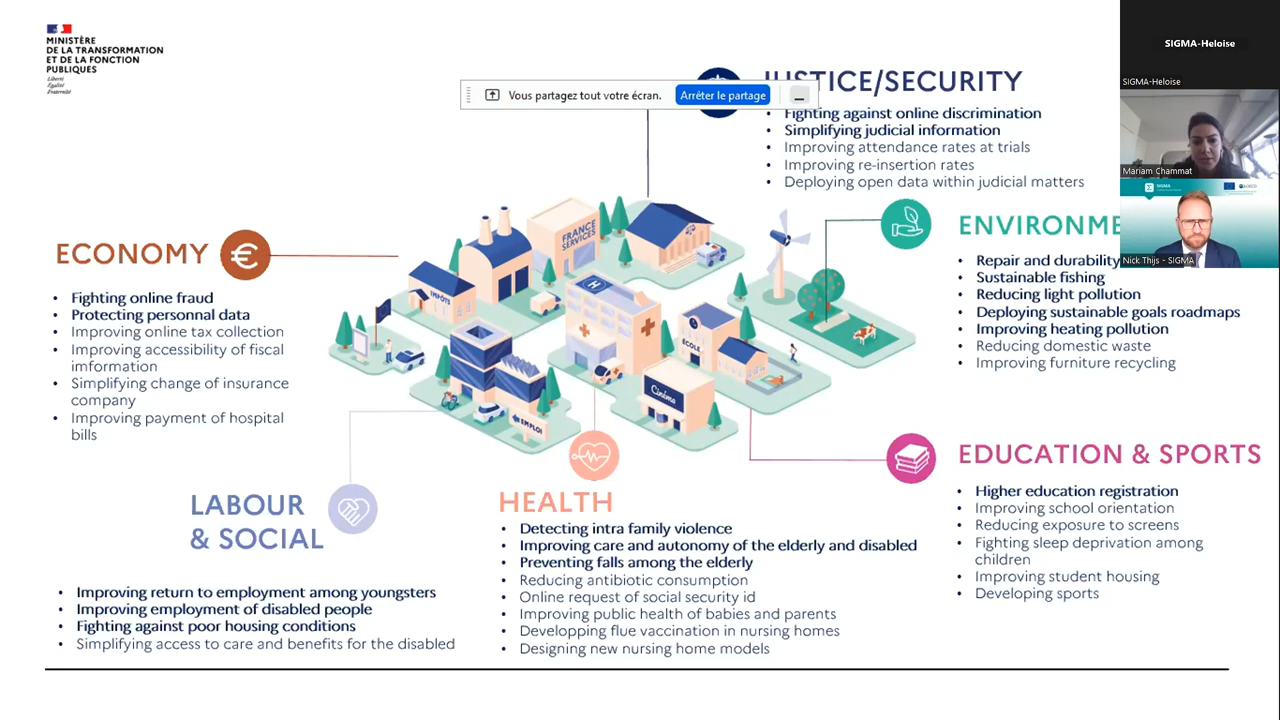 MINISTÈRE
DE LA TRANSFORMATION
ET DE LA FONCTION
PUBLIQUES
Liberté
Égalité
Fraternité
Vous partagez tout votre écran.
Arrêter le partage
JUSTICE/SECURITY
• Fighting against online discrimination
• Simplifying judicial information
• Improving attendance rates at trials
• Improving re-insertion rates
• Deploying open data within judicial matters
SIGMA-Heloise
SIGMA-Heloise
Mariam Chammat
SIGMA
Nick Thijs - SIGMA
ECONOMY
• Fighting online fraud
• Protecting personnal data
• Improving online tax collection
• Improving accessibility of fiscal
imformation
• Simplifying change of insurance
company
• Improving payment of hospital
bills
FRANCE
SERVICES
IMPÔTS
H
ÉCOLE
Cinéma
EMPLOI
ENVIRONME
• Repair and durability
• Sustainable fishing
• Reducing light pollution
• Deploying sustainable goals roadmaps
• Improving heating pollution
• Reducing domestic waste
• Improving furniture recycling
LABOUR
& SOCIAL
• Improving return to employment among youngsters
• Improving employment of disabled people
• Fighting against poor housing conditions
• Simplifying access to care and benefits for the disabled
HEALTH
• Detecting intra family violence
• Improving care and autonomy of the elderly and disabled
• Preventing falls among the elderly
• Reducing antibiotic consumption
• Online request of social security id
• Improving public health of babies and parents
• Developping flue vaccination in nursing homes
• Designing new nursing home models
EDUCATION & SPORTS
• Higher education registration
• Improving school orientation
• Reducing exposure to screens
• Fighting sleep deprivation among
children
• Improving student housing
• Developing sports